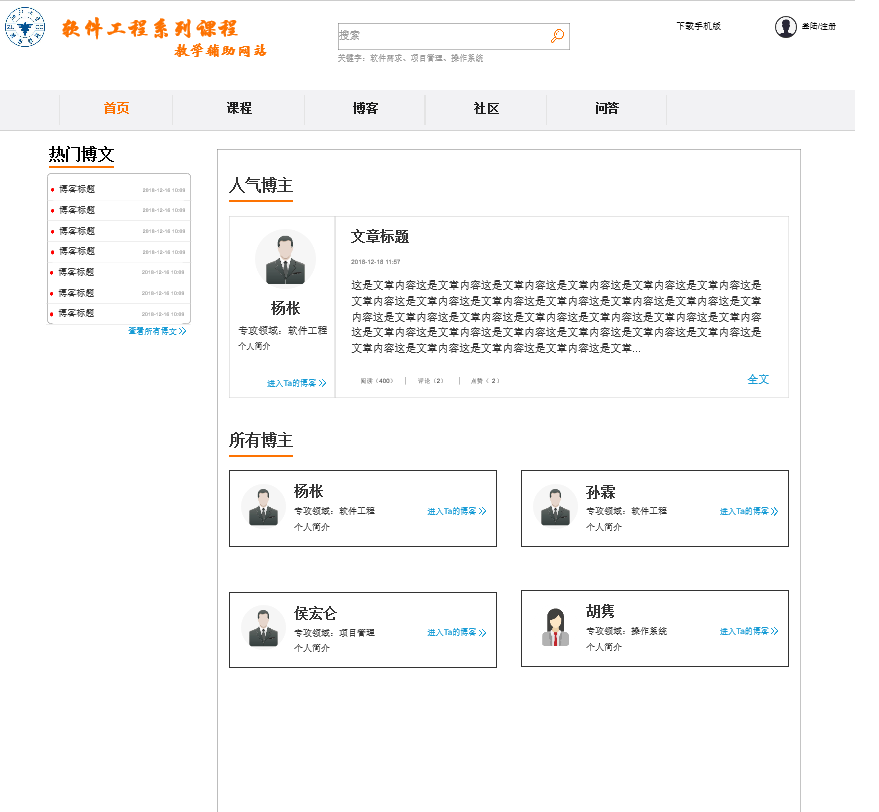 软件工程系列课程
教学辅助网站
搜索
关键字：软件需求、项目管理、操作系统
下载手机版
登陆/注册
首页
课程
博客
社区
问答
热门博文
博客标题 2018-12-18 10:09
博客标题 2018-12-18 10:09
博客标题 2018-12-18 10:09
博客标题 2018-12-18 10:09
博客标题 2018-12-18 10:09
博客标题 2018-12-18 10:09
博客标题 2018-12-18 10:09
查看所有博文
人气博主
杨枨
专攻领域：软件工程
个人简介
进入Ta的博客
文章标题
2018-12-18 11:57
这是文章内容这是文章内容这是文章内容这是文章内容这是文章内容这是文章内容这是
文章内容这是文章内容这是文章内容这是文章内容这是文章内容这是文章内容这是文章
内容这是文章内容这是文章内容这是文章内容这是文章内容这是文章内容这是文章内容
这是文章内容这是文章内容这是文章内容这是文章内容这是文章内容这是文章内容这是
文章内容这是文章内容这是文章内容这是文章内容这是文章...
阅读（400）
评论（2）
点赞（ 2 ）
全文
所有博主
杨枨
专攻领域：软件工程
个人简介
进入Ta的博客
孙霖
专攻领域：软件工程
个人简介
进入Ta的博客
侯宏仑
专攻领域：项目管理
个人简介
进入Ta的博客
胡隽
专攻领域：操作系统
个人简介
进入Ta的博客